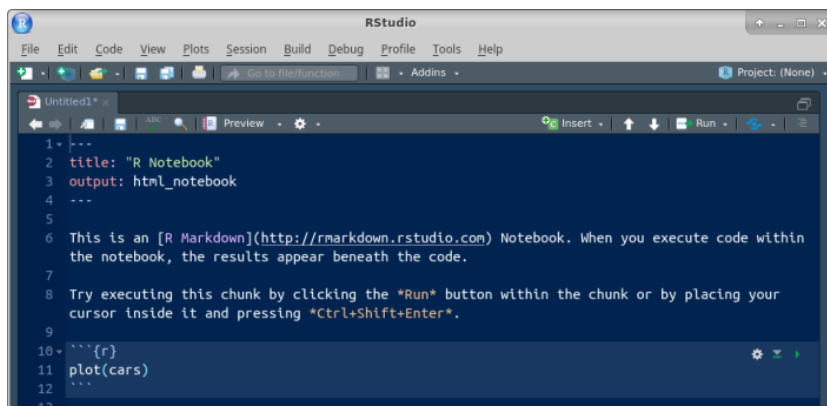 R
RStudio
File Edit Code View Plots Session Build Debug Profile Tools Help
Go to file/function Addins Project: (None)
Untitled1*
ABC Preview Insert Run
1 ---
2 title: "R Notebook"
3 output: html_notebook
4 ---
5
6 This is an [R Markdown](http://rmarkdown.rstudio.com) Notebook. When you execute code within
the notebook, the results appear beneath the code.
7
8 Try executing this chunk by clicking the *Run* button within the chunk or by placing your
cursor inside it and pressing *Ctrl+Shift+Enter*.
9
10 ```{r}
11 plot(cars)
12 ```
13